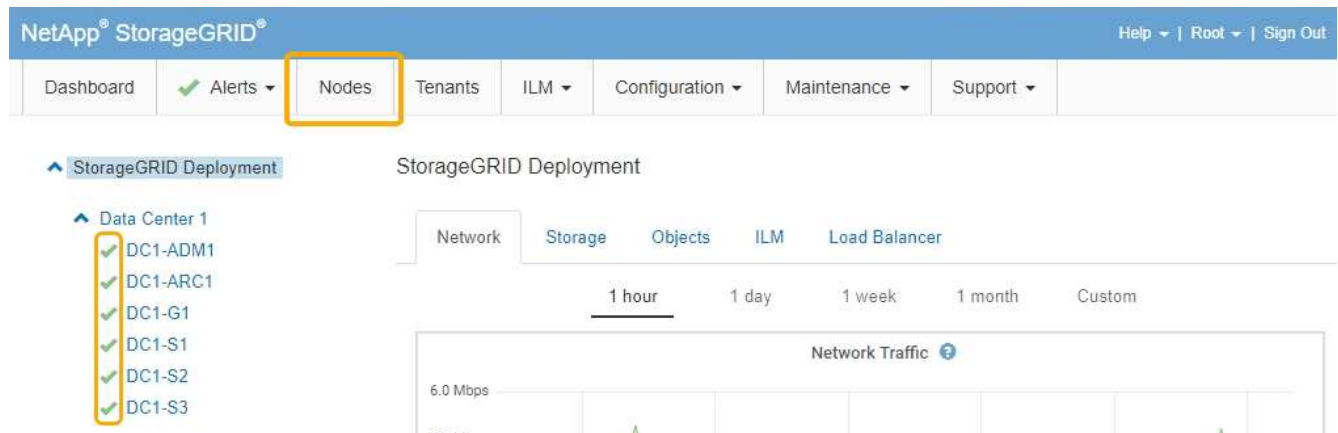 NetApp® StorageGRID®
Help | Root | Sign Out
Dashboard Alerts Nodes Tenants ILM Configuration Maintenance Support
StorageGRID Deployment
StorageGRID Deployment
Data Center 1
DC1-ADM1
DC1-ARC1
DC1-G1
DC1-S1
DC1-S2
DC1-S3
Network Storage Objects ILM Load Balancer
1 hour 1 day 1 week 1 month Custom
Network Traffic
6.0 Mbps